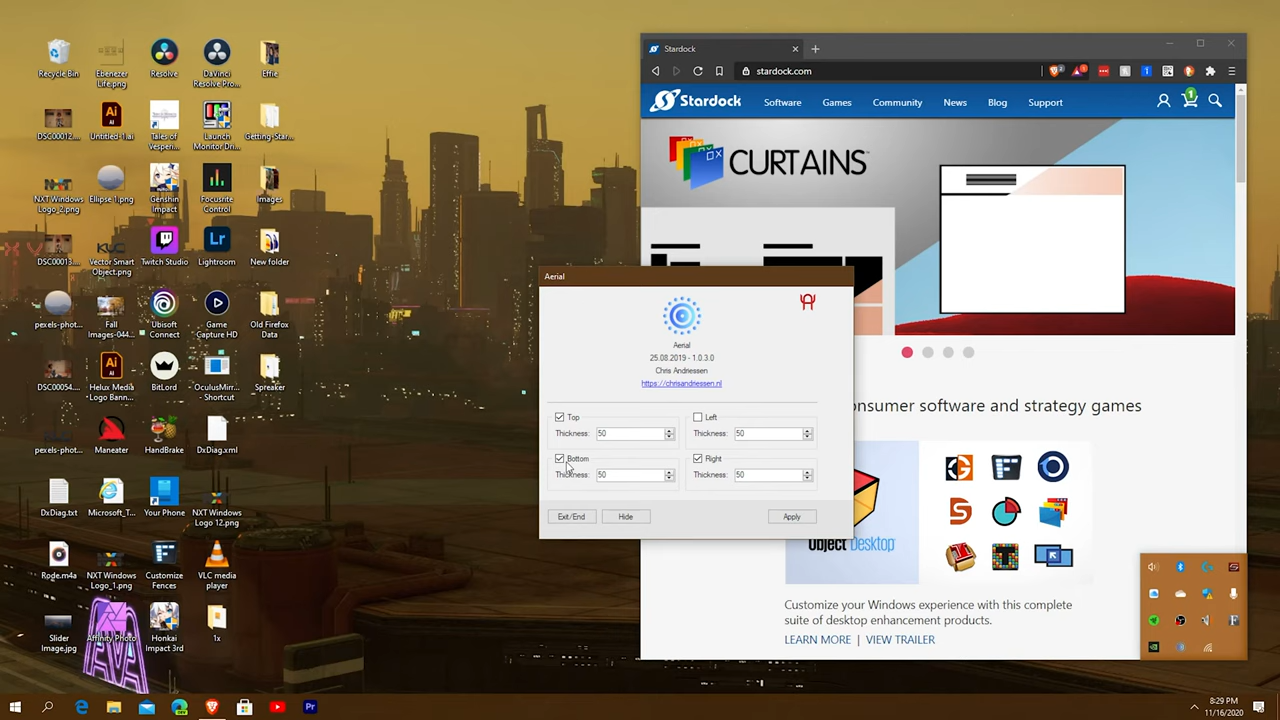 Recycle Bin
Ebenezer
Life.png
Resolve
DaVinci
Resolve Pro...
Effie
DSC00012...
Untitled-1.ai
Tales of
Vesperi...
Launch
Monitor Dri...
Getting-Star...
NXT Windows
Logo_2.png
Ellipse 1.png
Genshin
Impact
Focusrite
Control
Images
DSC00013...
Vector Smart
Object.png
Twitch Studio
Lightroom
New folder
pexels-phot...
Fall
Images-044...
Ubisoft
Connect
Game
Capture HD
Old Firefox
Data
DSC00054...
Helux Media
Logo Bann...
BitLord
OculusMirr...
- Shortcut
Spreaker
pexels-phot...
Maneater
HandBrake
DxDiag.xml
DxDiag.txt
Microsoft_T...
Your Phone
NXT Windows
Logo 12.png
Rode.m4a
NXT Windows
Logo_1.png
Customize
Fences
VLC media
player
Slider
Image.jpg
Affinity Photo
Honkai
Impact 3rd
1x
Stardock
stardock.com
Stardock
Software
Games
Community
News
Blog
Support
1
CURTAINS
Aerial
Aerial
25.08.2019 - 1.0.3.0
Chris Andriessen
https://chrisandriessen.nl
Top
Left
Thickness: 50
Thickness: 50
Bottom
Right
Thickness: 50
Thickness: 50
Exit/End
Hide
Apply
onsumer software and strategy games
Object Desktop
Customize your Windows experience with this complete
suite of desktop enhancement products.
LEARN MORE | VIEW TRAILER
8:29 PM
11/16/2020